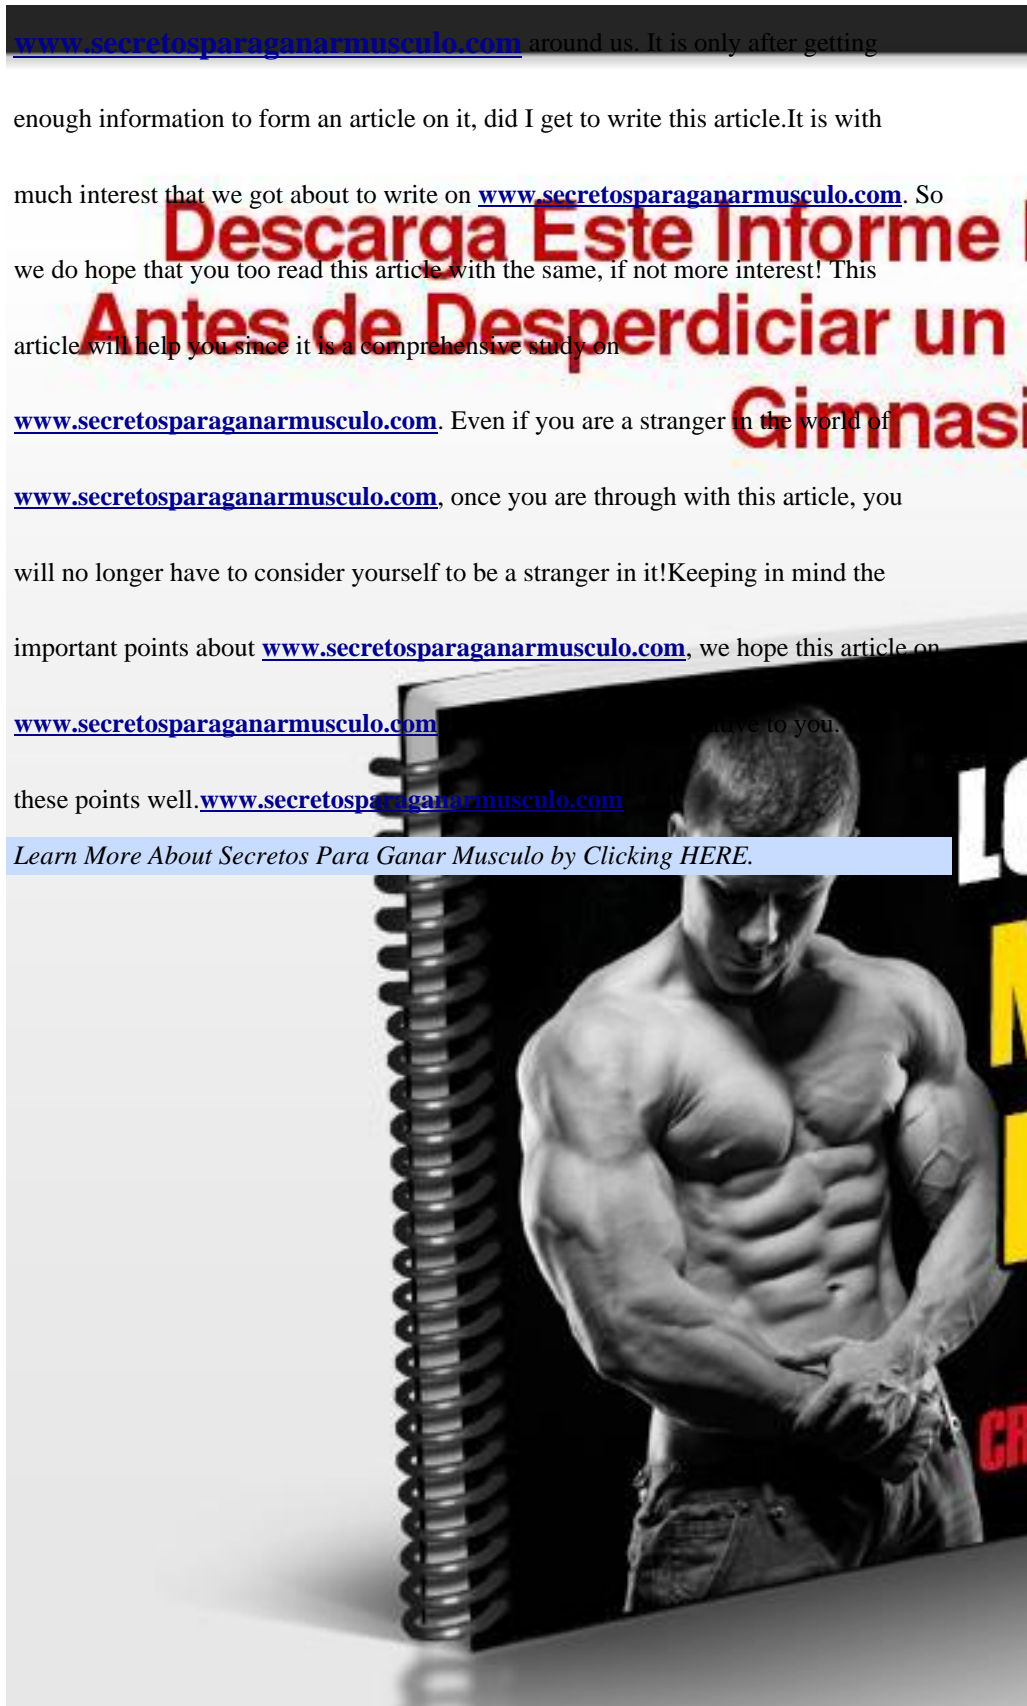 www.secretosparaganarmusculo.com around us. It is only after getting
enough information to form an article on it, did I get to write this article.It is with
much interest that we got about to write on www.secretosparaganarmusculo.com. So
Descarga Este Informe
we do hope that you too read this article with the same, if not more interest! This
Antes de Desperdiciar un
article will help you since it is a comprehensive study on
Gimnasi
www.secretosparaganarmusculo.com. Even if you are a stranger in the world of
www.secretosparaganarmusculo.com, once you are through with this article, you
will no longer have to consider yourself to be a stranger in it!Keeping in mind the
important points about www.secretosparaganarmusculo.com, we hope this article on
www.secretosparaganarmusculo.com to you.
these points well.www.secretosparaganarmusculo.com
Learn More About Secretos Para Ganar Musculo by Clicking HERE.
LO
M
CR